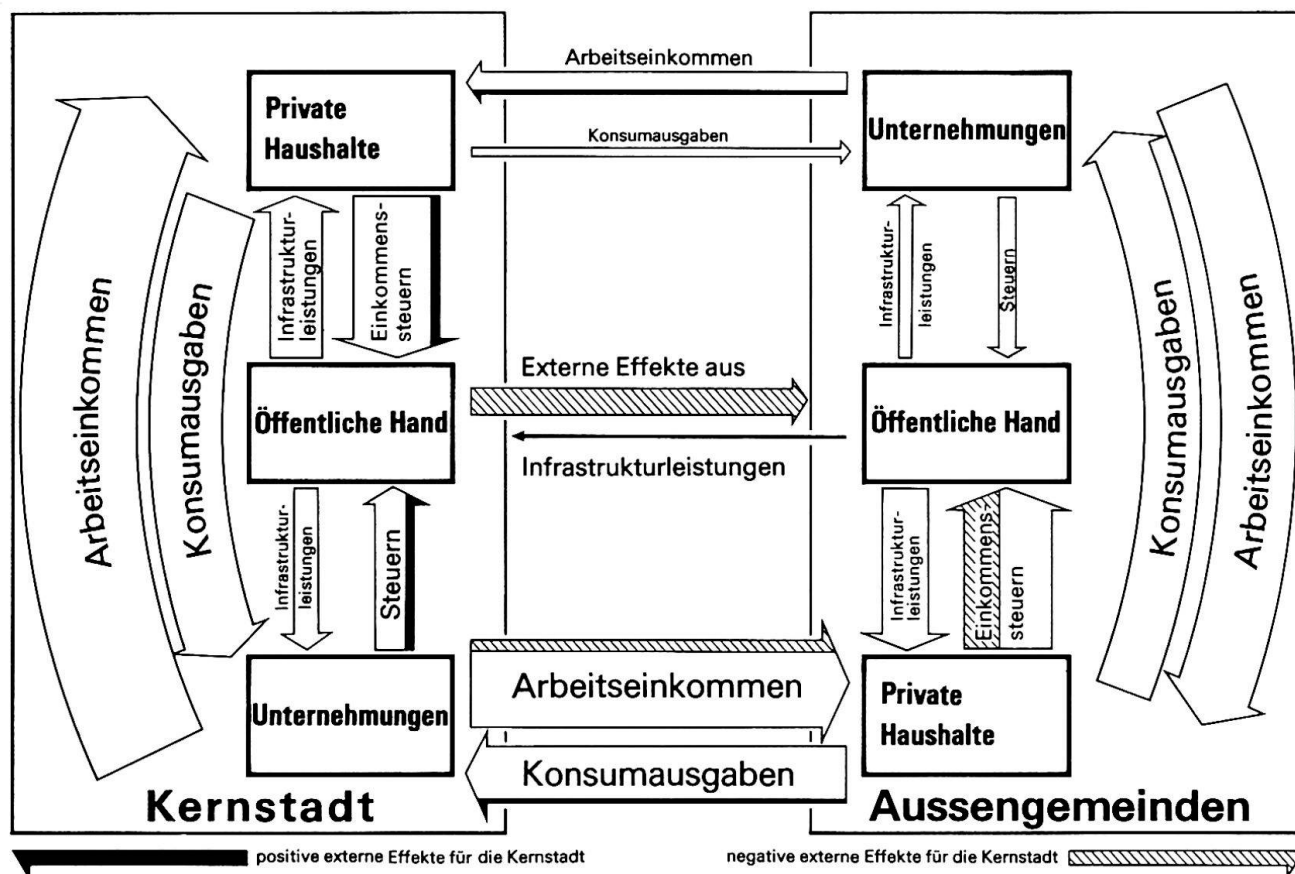 Arbeitseinkommen
Private
Haushalte
Unternehmungen
Konsumausgaben
Infrastruktur-
leistungen
Einkommens-
steuern
Infrastruktur-
leistungen
Steuern
Arbeitseinkommen
Konsumausgaben
Konsumausgaben
Arbeitseinkommen
Externe Effekte aus
Öffentliche Hand
Öffentliche Hand
Infrastrukturleistungen
Infrastruktur-
leistungen
Steuern
Infrastruktur-
leistungen
Einkommens-
steuern
Arbeitseinkommen
Unternehmungen
Private
Haushalte
Konsumausgaben
Kernstadt
Aussengemeinden
positive externe Effekte für die Kernstadt
negative externe Effekte für die Kernstadt